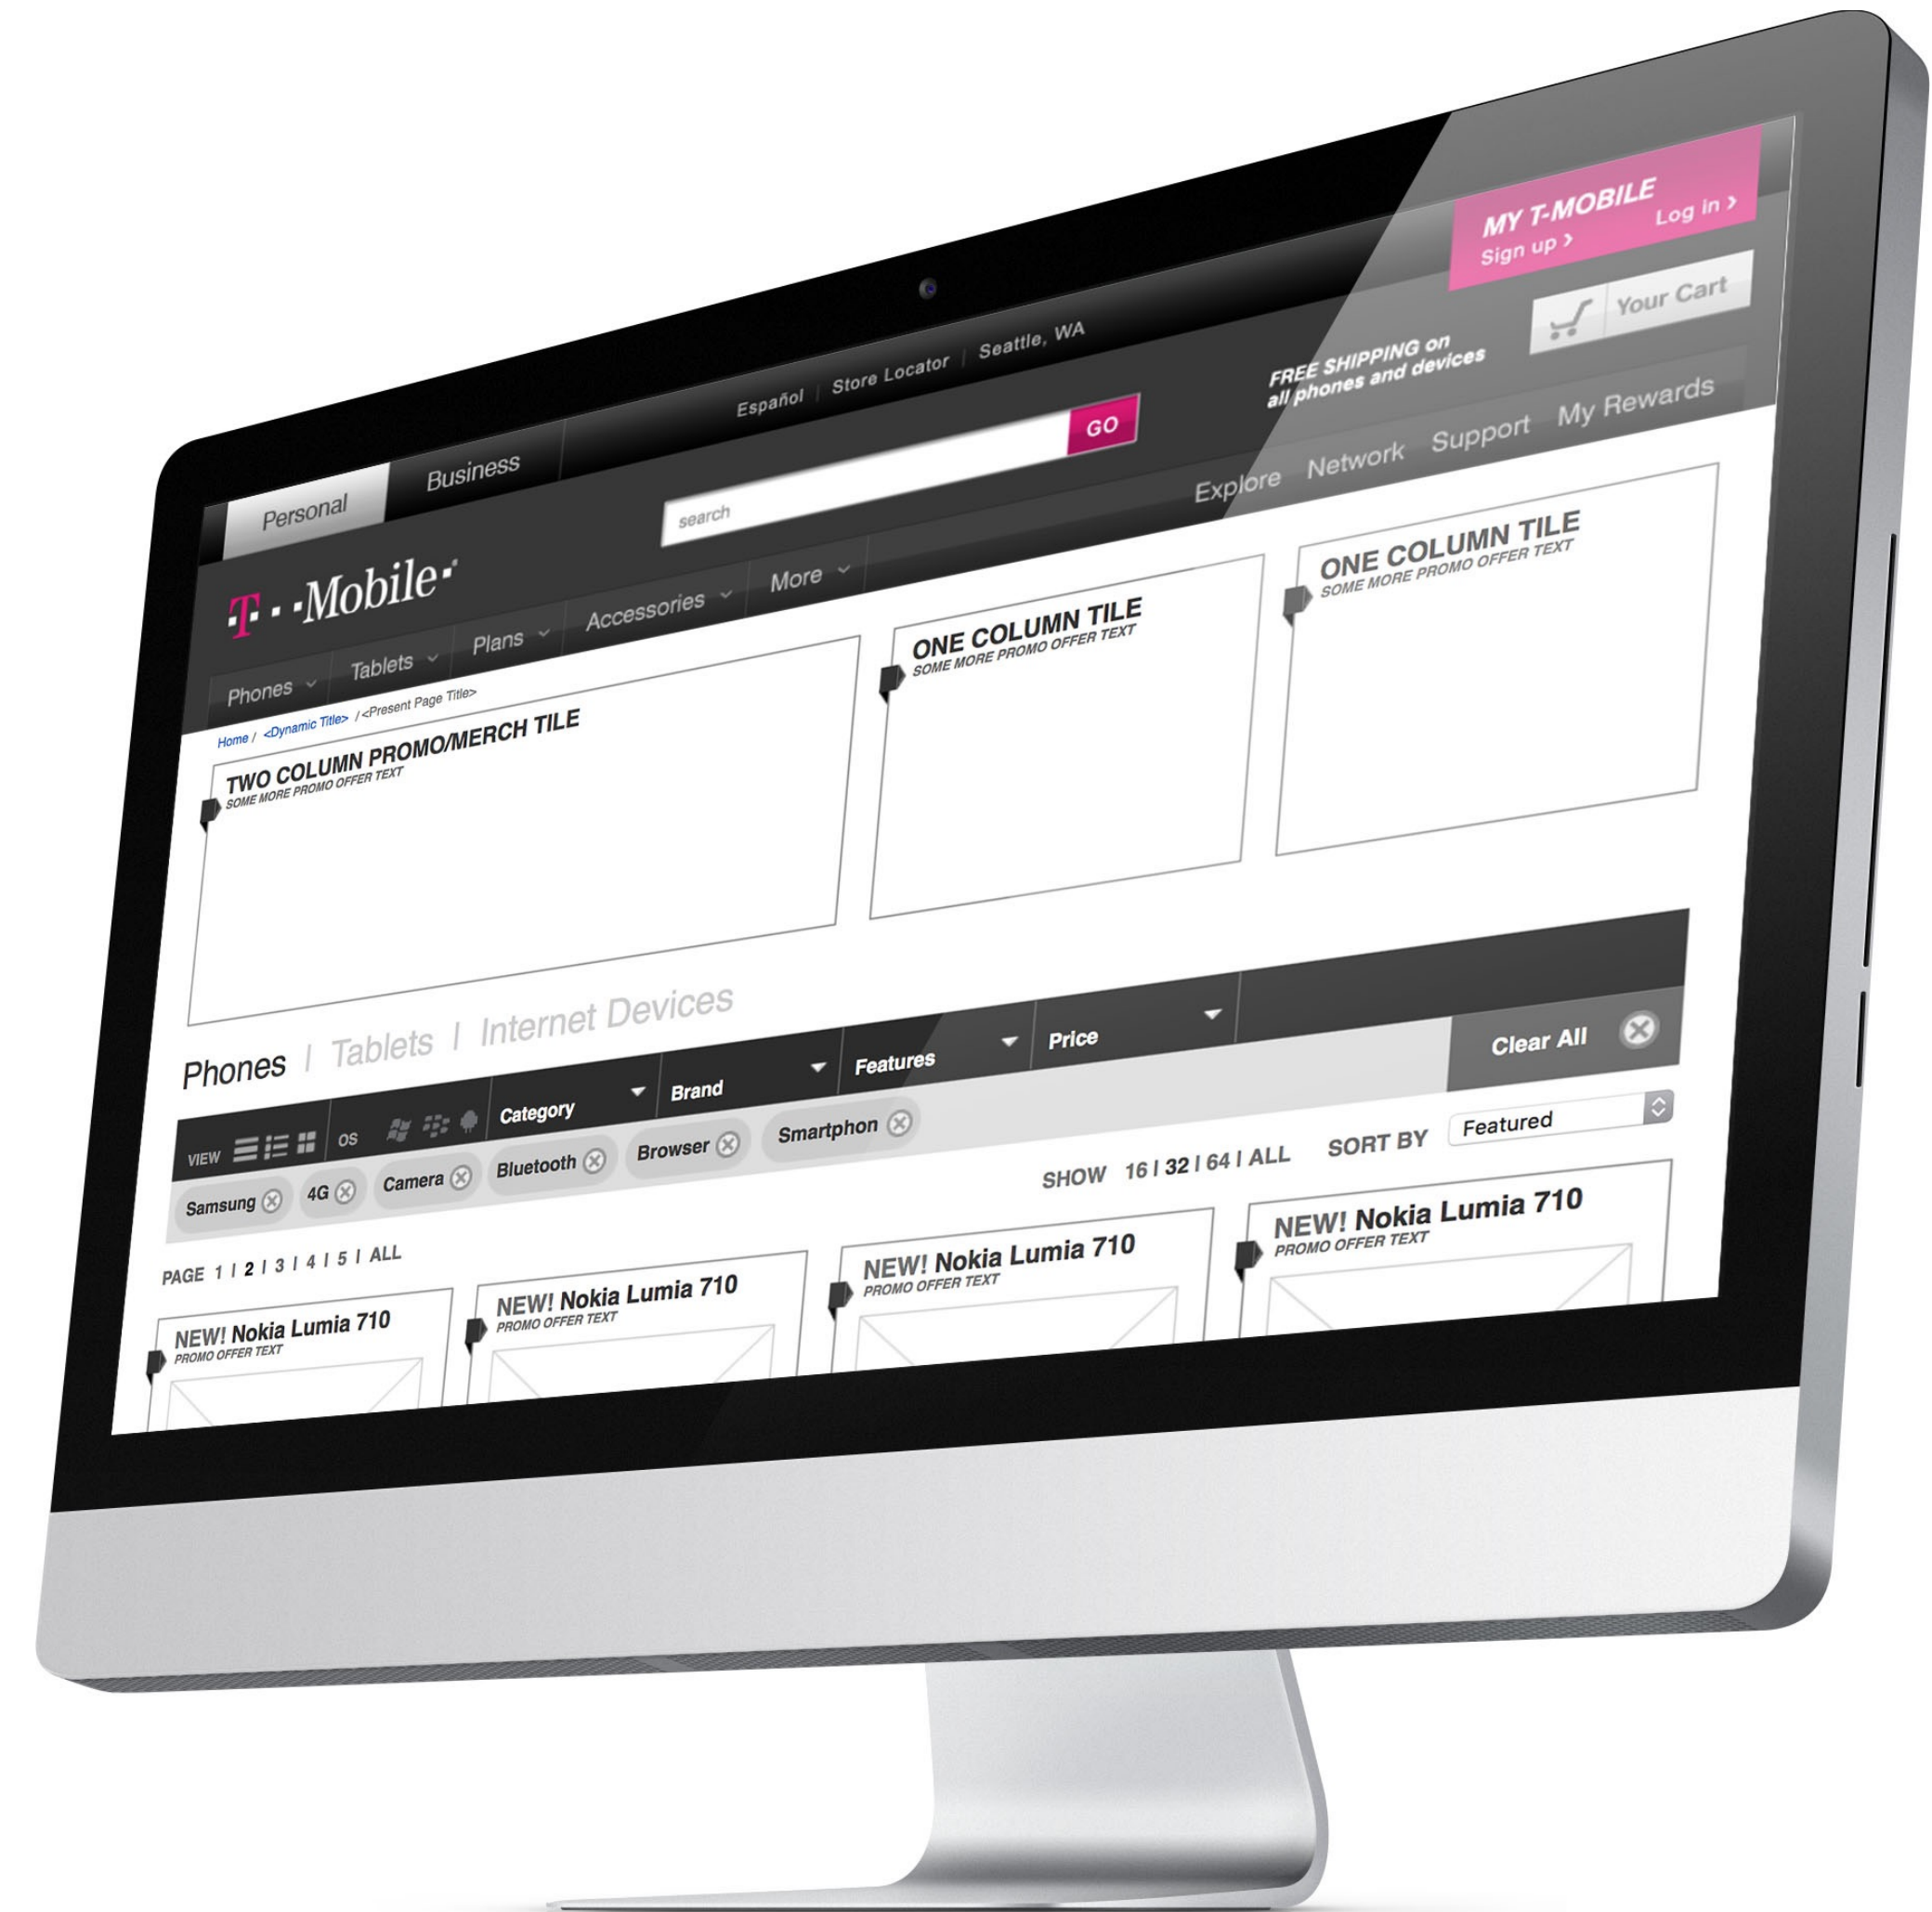 Personal
Business
Español | Store Locator | Seattle, WA
MY T-MOBILE
Sign up >
Log in >
T··Mobile·
search
GO
FREE SHIPPING on
all phones and devices
Your Cart
Phones
Tablets
Plans
Accessories
More
Explore
Network
Support
My Rewards
Home / <Dynamic Title> / <Present Page Title>
TWO COLUMN PROMO/MERCH TILE
SOME MORE PROMO OFFER TEXT
ONE COLUMN TILE
SOME MORE PROMO OFFER TEXT
ONE COLUMN TILE
SOME MORE PROMO OFFER TEXT
Phones | Tablets | Internet Devices
VIEW
OS
Category
Brand
Features
Price
Samsung
4G
Camera
Bluetooth
Browser
Smartphon
Clear All
PAGE 1 | 2 | 3 | 4 | 5 | ALL
SHOW 16 | 32 | 64 | ALL
SORT BY
Featured
NEW! Nokia Lumia 710
PROMO OFFER TEXT
NEW! Nokia Lumia 710
PROMO OFFER TEXT
NEW! Nokia Lumia 710
PROMO OFFER TEXT
NEW! Nokia Lumia 710
PROMO OFFER TEXT